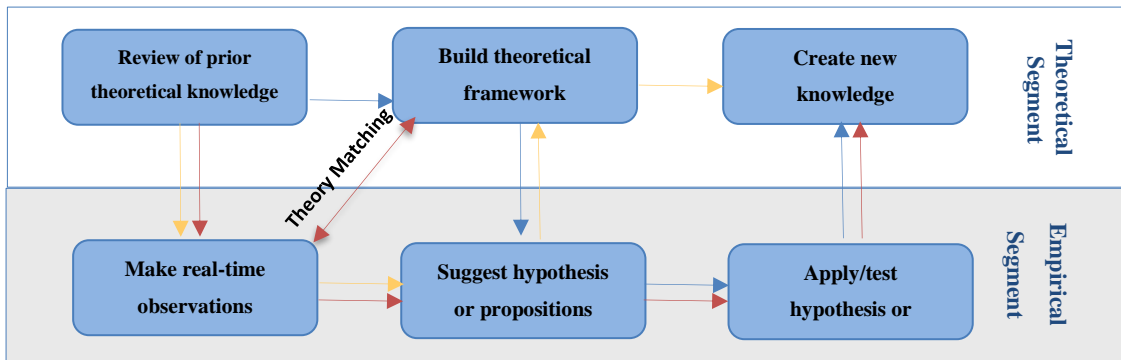 Review of prior
theoretical knowledge
Build theoretical
framework
Create new
knowledge
Theoretical
Segment
Theory Matching
Make real-time
observations
Suggest hypothesis
or propositions
Apply/test
hypothesis or
Empirical
Segment